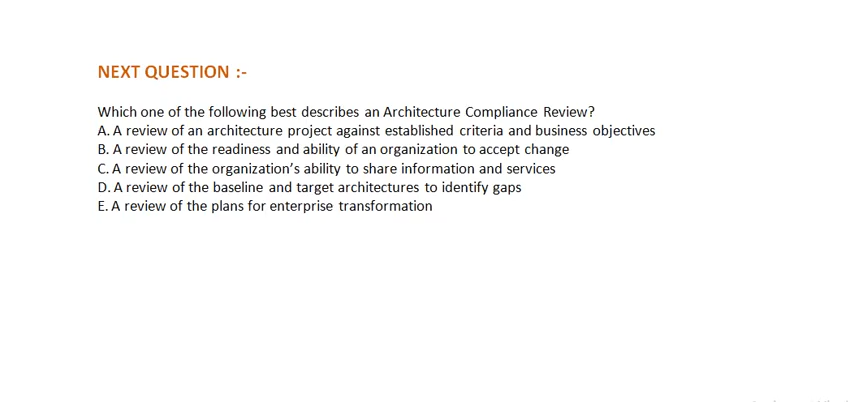 NEXT QUESTION :-
Which one of the following best describes an Architecture Compliance Review?
A. A review of an architecture project against established criteria and business objectives
B. A review of the readiness and ability of an organization to accept change
C. A review of the organization’s ability to share information and services
D. A review of the baseline and target architectures to identify gaps
E. A review of the plans for enterprise transformation